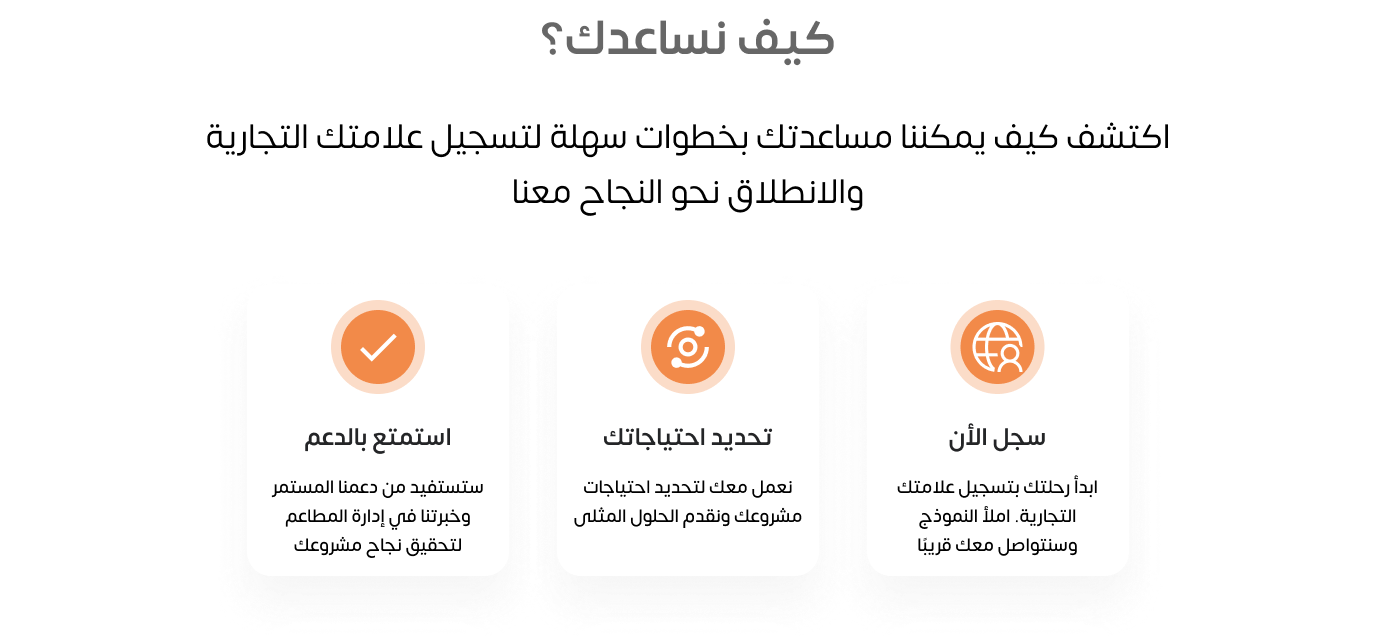 كيف نساعدك؟
اكتشف كيف يمكننا مساعدتك بخطوات سهلة لتسجيل علامتك التجارية
والانطلاق نحو النجاح معنا
سجل الأن
ابدأ رحلتك بتسجيل علامتك
التجارية. املأ النموذج
وسنتواصل معك قريبًا
تحديد احتياجاتك
نعمل معك لتحديد احتياجات
مشروعك ونقدم الحلول المثلى
استمتع بالدعم
ستستفيد من دعمنا المستمر
وخبرتنا في إدارة المطاعم
لتحقيق نجاح مشروعك